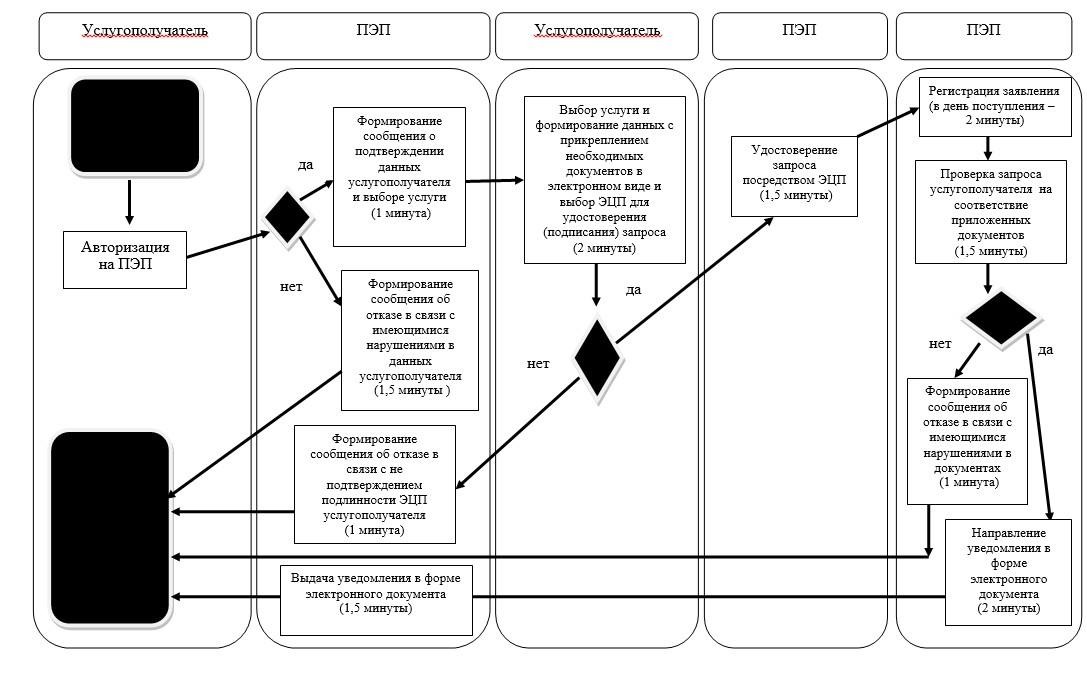 Услугополучатель
ПЭП
Услугополучатель
ПЭП
ПЭП
Авторизация
на ПЭП
да
нет
Формирование
сообщения о
подтверждении
данных
услугополучателя
и выборе услуги
(1 минута)
Формирование
сообщения об
отказе в связи с
имеющимися
нарушениями в
данных
услугополучателя
(1,5 минуты )
Формирование
сообщения об отказе в
связи с не
подтверждением
подлинности ЭЦП
услугополучателя
(1 минута)
Выдача уведомления в форме
электронного документа
(1,5 минуты)
Выбор услуги и
формирование данных с
прикреплением
необходимых
документов в
электронном виде и
выбор ЭЦП для
удостоверения
(подписания) запроса
(2 минуты)
да
нет
Удостоверение
запроса
посредством ЭЦП
(1,5 минуты)
Регистрация заявления
(в день поступления –
2 минуты)
Проверка запроса
услугополучателя на
соответствие
приложенных
документов
(1,5 минуты)
нет
да
Формирование
сообщения об
отказе в связи с
имеющимися
нарушениями в
документах
(1 минута)
Направление
уведомления в
форме
электронного
документа
(2 минуты)